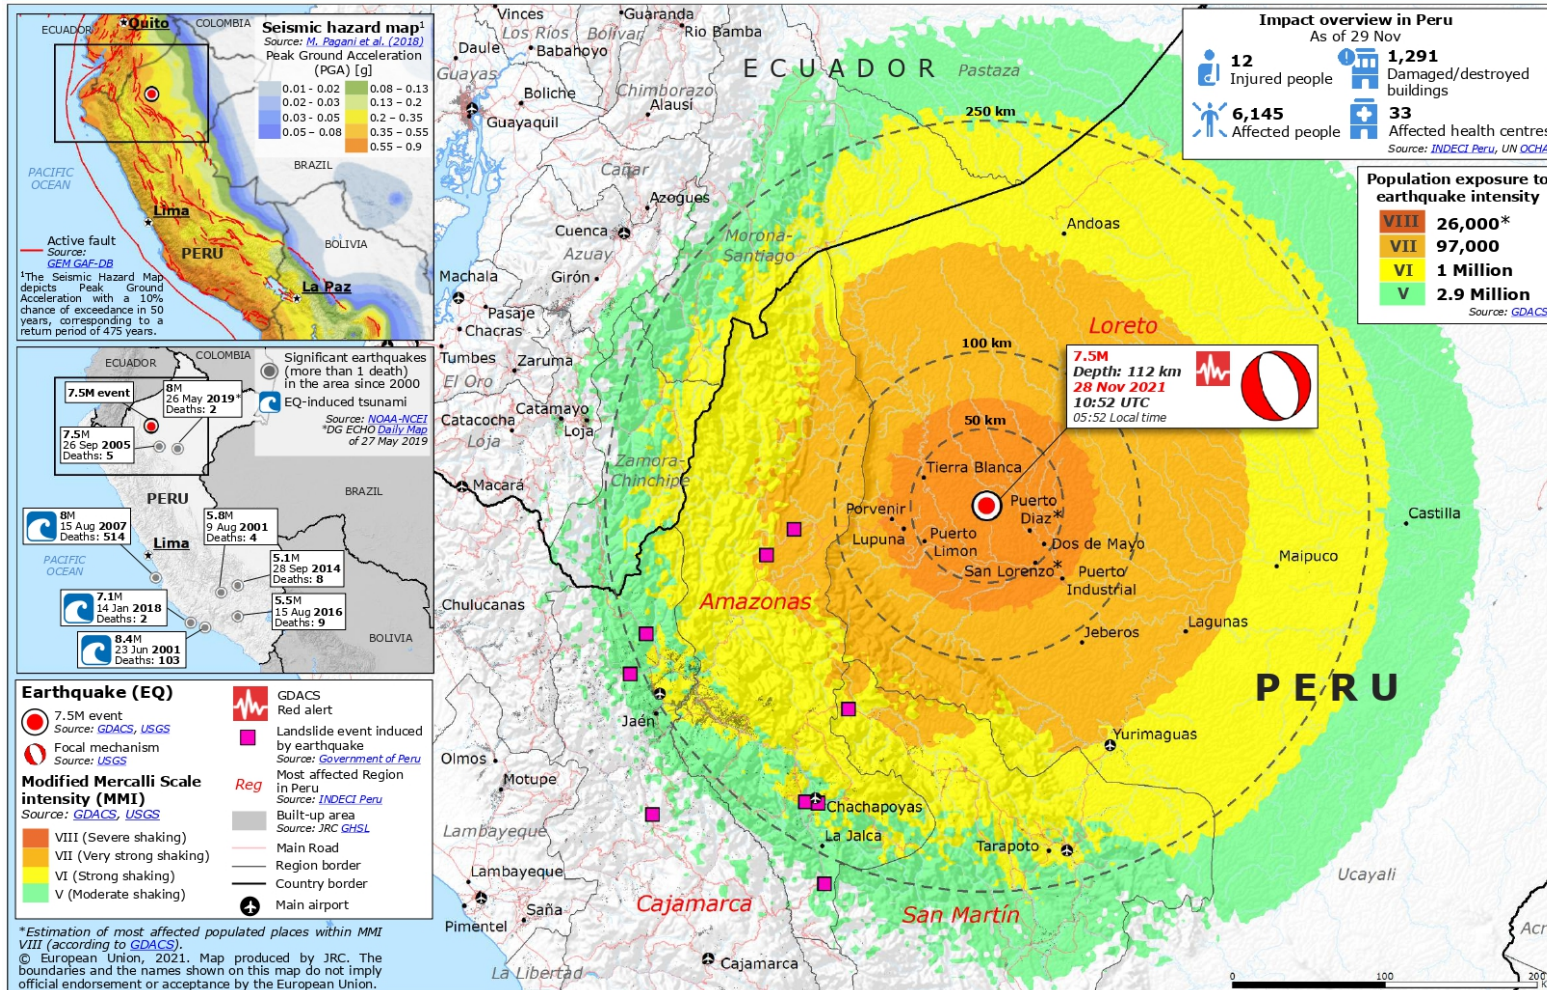 Seismic hazard map¹
Source: M. Pagani et al. (2018)
Peak Ground Acceleration
(PGA) [g]
0.01 - 0.02
0.02 - 0.03
0.03 - 0.05
0.05 - 0.08
0.08 - 0.13
0.13 - 0.2
0.2 - 0.35
0.35 - 0.55
0.55 - 0.9
Quito
ECUADOR
COLOMBIA
BRAZIL
PACIFIC
OCEAN
Lima
PERU
BOLIVIA
La Paz
Active fault
Source:
GEM GAF-DB
¹The Seismic Hazard Map
depicts Peak Ground
Acceleration with a 10%
chance of exceedance in 50
years, corresponding to a
return period of 475 years.
ECUADOR
COLOMBIA
Significant earthquakes
(more than 1 death)
in the area since 2000
EQ-induced tsunami
Source: NOAA-NCEI
*DG ECHO Daily Map
of 27 May 2019
7.5M event
8M
26 May 2019*
Deaths: 2
7.5M
26 Sep 2005
Deaths: 5
PERU
BRAZIL
8M
15 Aug 2007
Deaths: 514
5.8M
9 Aug 2001
Deaths: 4
Lima
PACIFIC
OCEAN
5.1M
28 Sep 2014
Deaths: 8
7.1M
14 Jan 2018
Deaths: 2
5.5M
15 Aug 2016
Deaths: 9
8.4M
23 Jun 2001
Deaths: 103
BOLIVIA
Earthquake (EQ)
7.5M event
Source: GDACS, USGS
Focal mechanism
Source: USGS
Modified Mercalli Scale
intensity (MMI)
Source: GDACS, USGS
VIII (Severe shaking)
VII (Very strong shaking)
VI (Strong shaking)
V (Moderate shaking)
GDACS
Red alert
Landslide event induced
by earthquake
Source: Government of Peru
Reg
Most affected Region
in Peru
Source: INDECI Peru
Built-up area
Source: JRC GHSL
Main Road
Region border
Country border
Main airport
*Estimation of most affected populated places within MMI
VIII (according to GDACS).
© European Union, 2021. Map produced by JRC. The
boundaries and the names shown on this map do not imply
official endorsement or acceptance by the European Union.
Impact overview in Peru
As of 29 Nov
12
Injured people
1,291
Damaged/destroyed
buildings
6,145
Affected people
33
Affected health centres
Source: INDECI Peru, UN OCHA
Population exposure to
earthquake intensity
VIII 26,000*
VII 97,000
VI 1 Million
V 2.9 Million
Source: GDACS
7.5M
Depth: 112 km
28 Nov 2021
10:52 UTC
05:52 Local time
Vinces
Guaranda
Los Ríos
Bolívar
Rio Bamba
Daule
Babahoyo
ECUADOR
Pastaza
Guayas
Chimborazo
Boliche
Alausí
Guayaquil
250 km
Cañar
Azogues
Andoas
Cuenca
Morona-
Santiago
Azuay
Girón
Machala
Pasaje
Chacras
Loreto
Tumbes
Zaruma
100 km
El Oro
Catamayo
Catacocha
Loja
Loja
50 km
Zamora-
Chinchipe
Tierra Blanca
Macará
Porvenir
Puerto
Diaz*
Castilla
Lupuna
Puerto
Limon
Dos de Mayo
Maipuco
San Lorenzo*
Puerto
Industrial
Amazonas
Chulucanas
Lagunas
Jeberos
PERU
Jaén
Yurimaguas
Olmos
Motupe
Chachapoyas
Lambayeque
La Jalca
Tarapoto
Lambayeque
Ucayali
Cajamarca
San Martín
Saña
Pimentel
Acr
Cajamarca
La Libertad
0
100
200
K